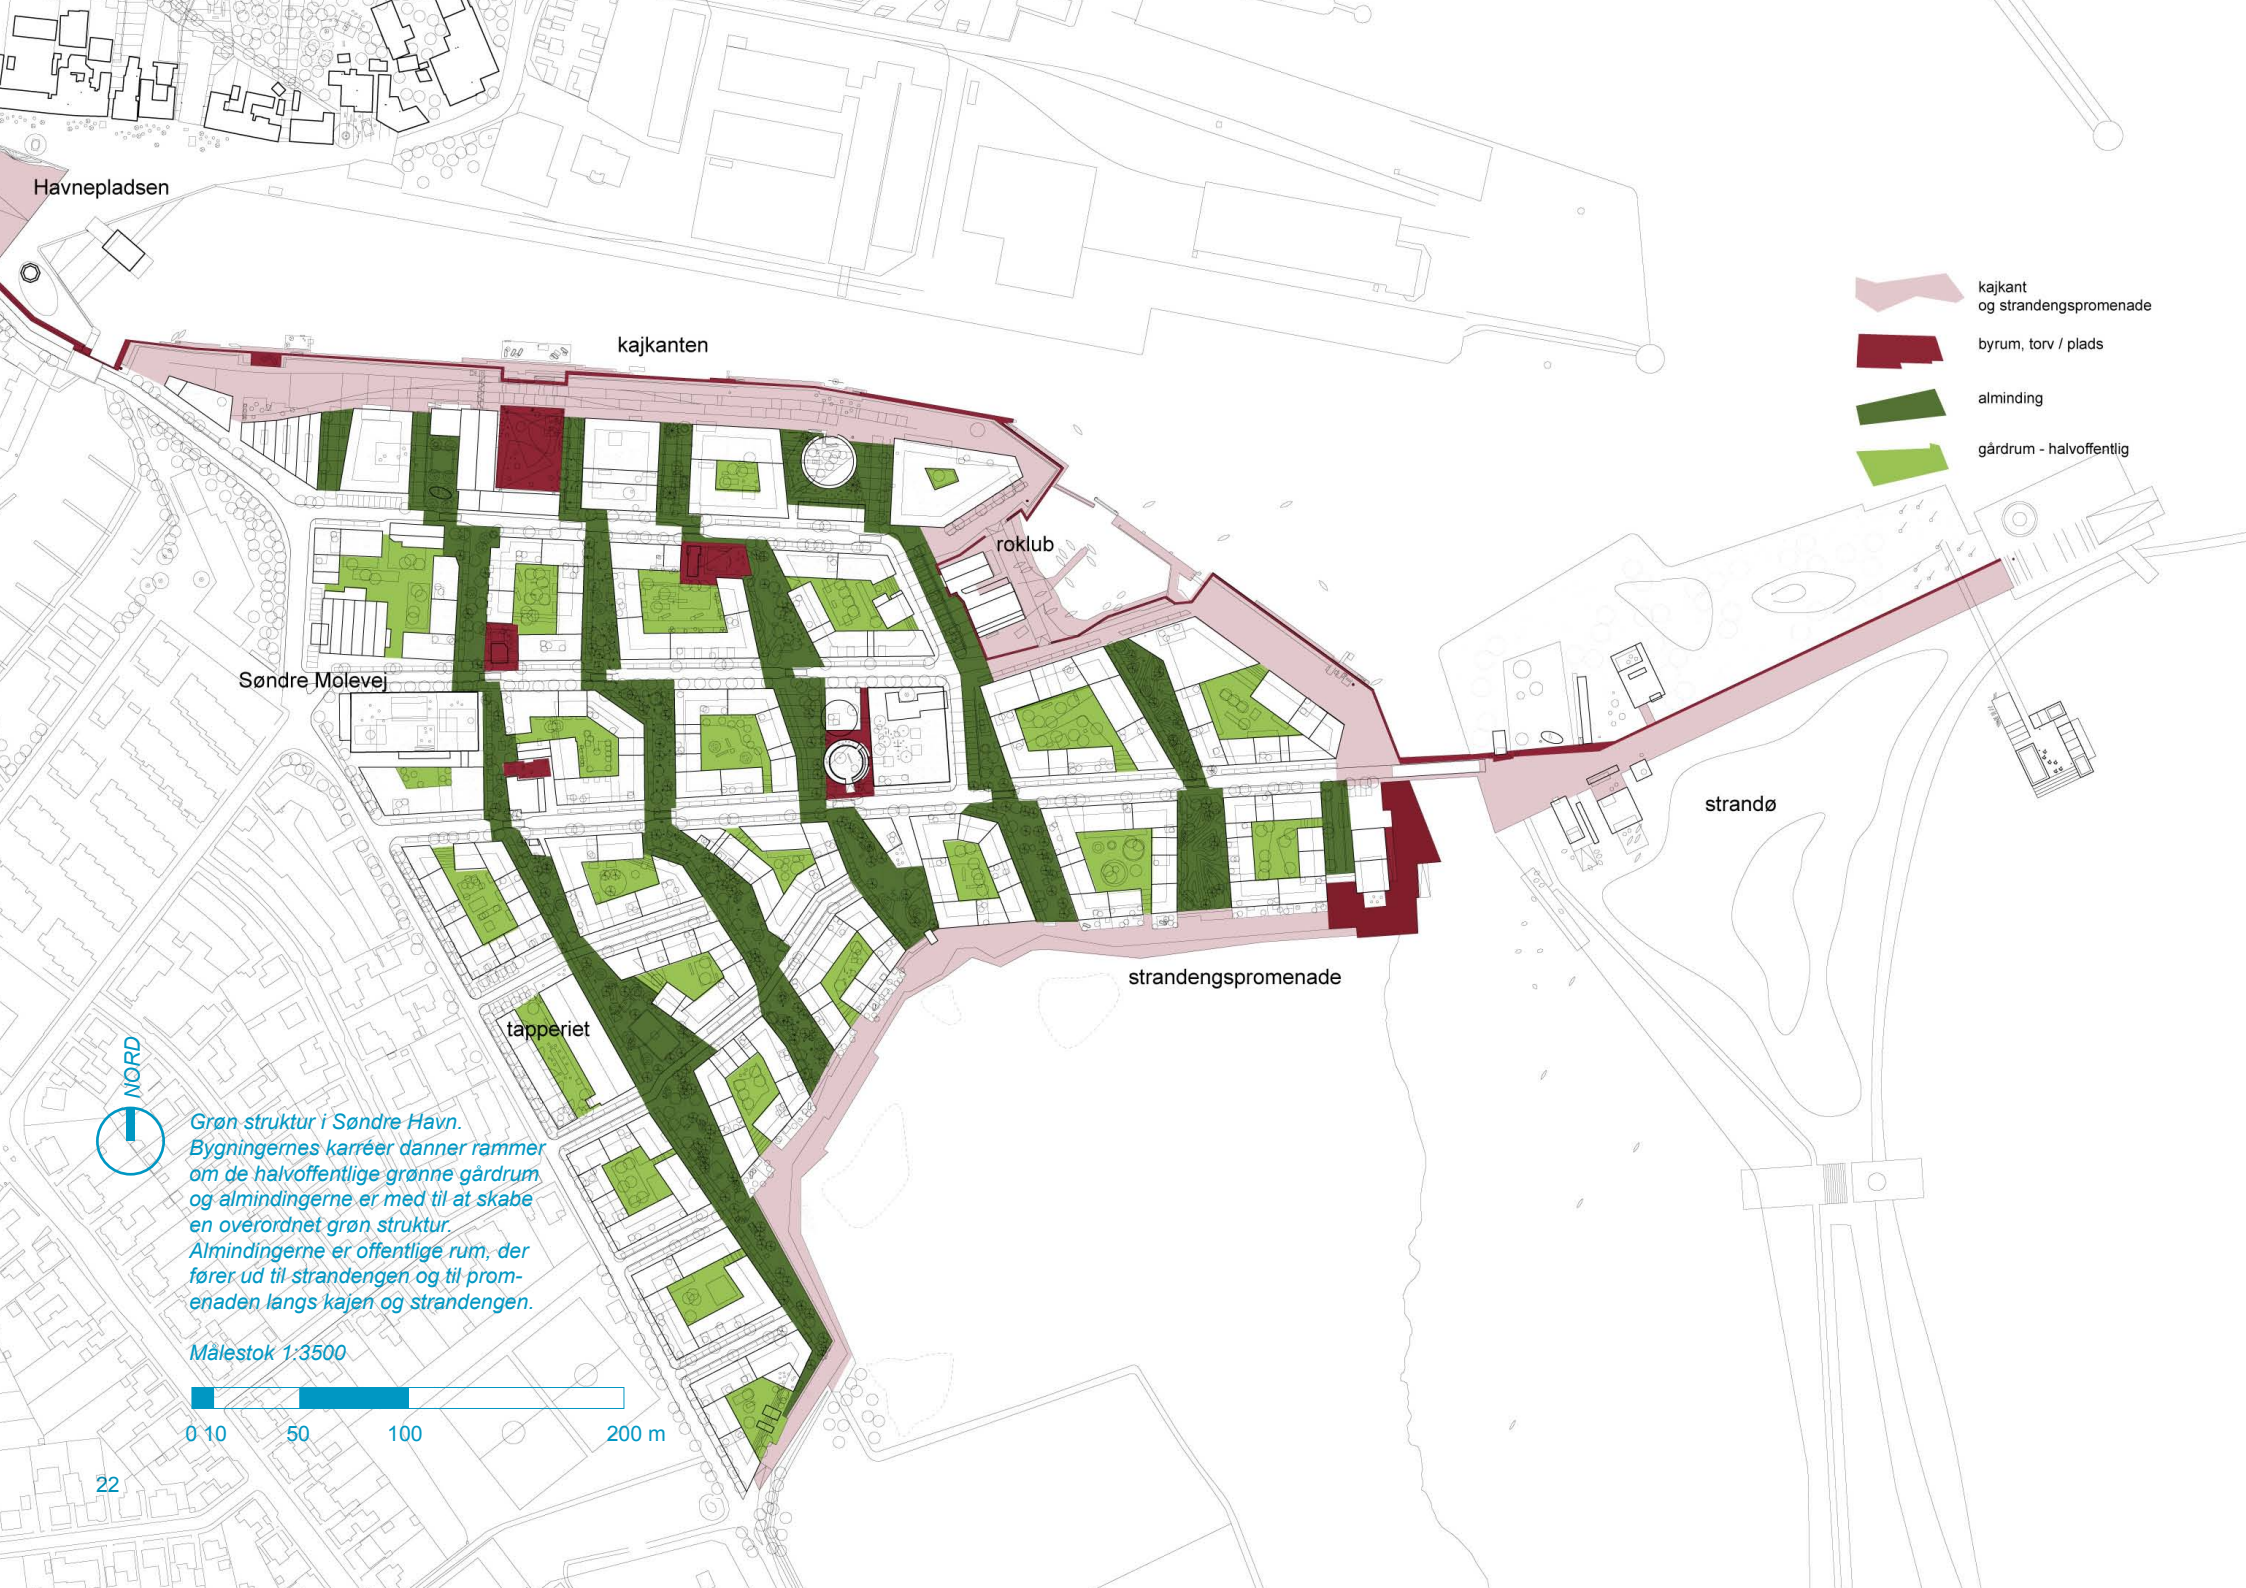 Havnepladsen
kajkant
og strandengspromenade
kajkanten
byrum, torv / plads
alminding
gårdrum - halvoffentlig
roklub
Søndre Molevej
strandø
strandengspromenade
tapperiet
NORD
Grøn struktur i Søndre Havn.
Bygningernes karréer danner rammer
om de halvoffentlige grønne gårdrum
og almindingerne er med til at skabe
en overordnet grøn struktur.
Almindingerne er offentlige rum, der
fører ud til strandengen og til prom-
enaden langs kajen og strandengen.
Målestok 1:3500
0 10 50 100 200 m
22